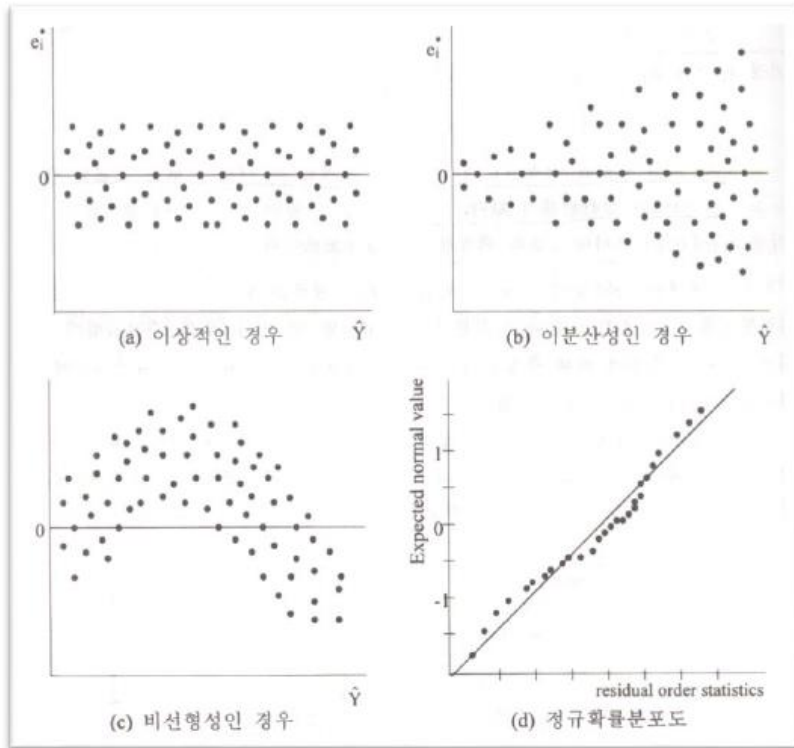 e*i
0
(a) 이상적인 경우
Ŷ
e*i
0
(b) 이분산성인 경우
Ŷ
0
(c) 비선형성인 경우
Ŷ
Expected normal value
1
0
-1
residual order statistics
(d) 정규확률분포도